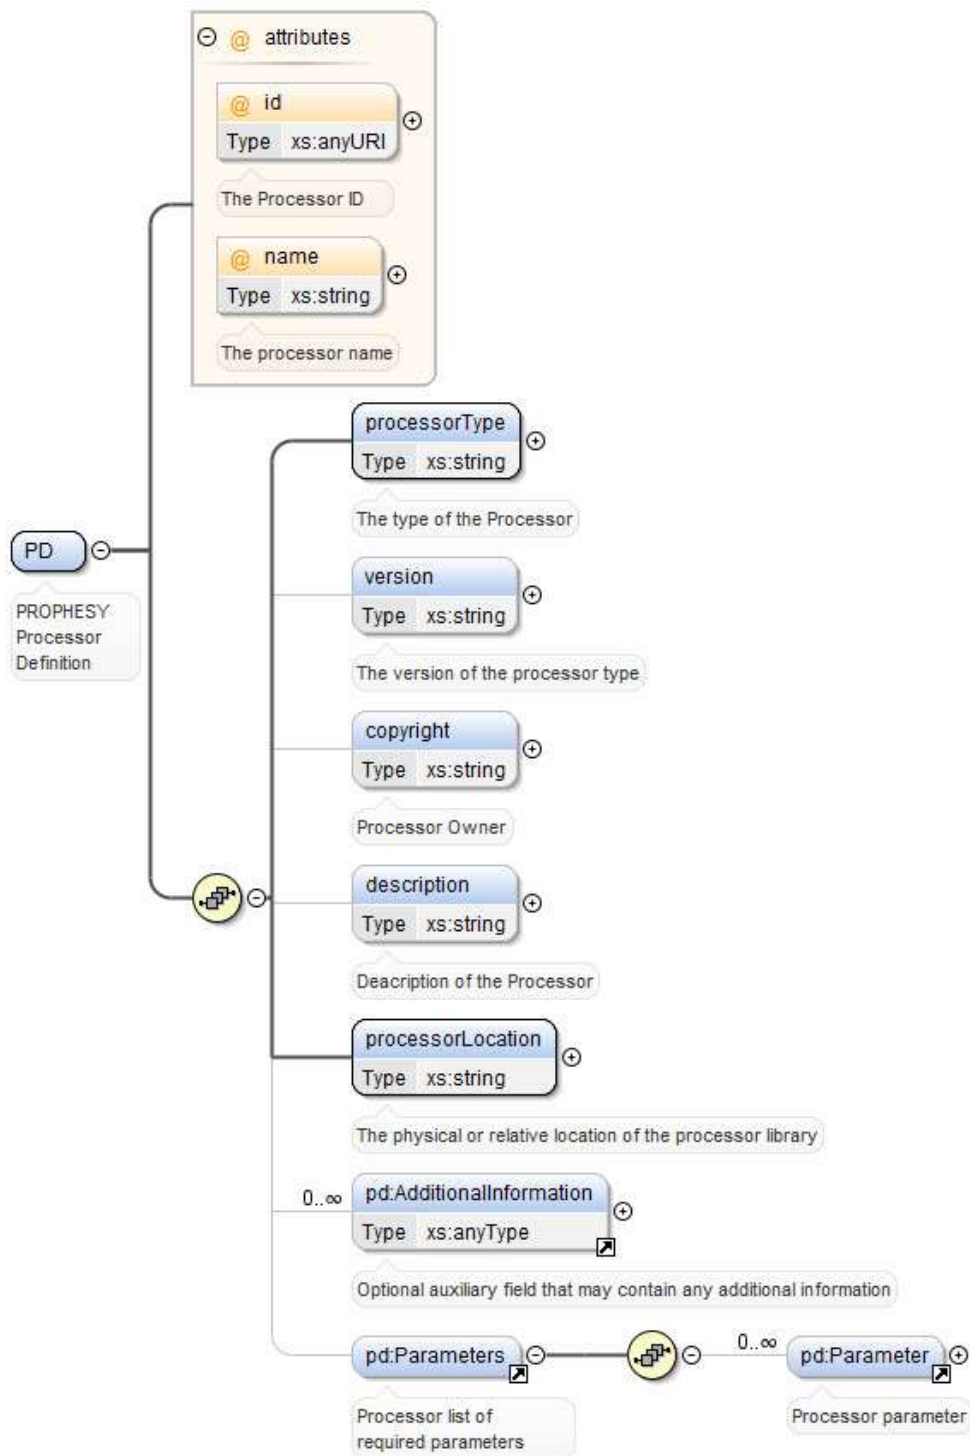 @ attributes
@ id
Type xs:anyURI
The Processor ID
@ name
Type xs:string
The processor name
processorType
Type xs:string
The type of the Processor
PD
PROPHESY
Processor
Definition
version
Type xs:string
The version of the processor type
copyright
Type xs:string
Processor Owner
description
Type xs:string
Deacription of the Processor
processorLocation
Type xs:string
The physical or relative location of the processor library
0..∞
pd:AdditionalInformation
Type xs:anyType
Optional auxiliary field that may contain any additional information
pd:Parameters
0..∞
pd:Parameter
Processor list of
required parameters
Processor parameter